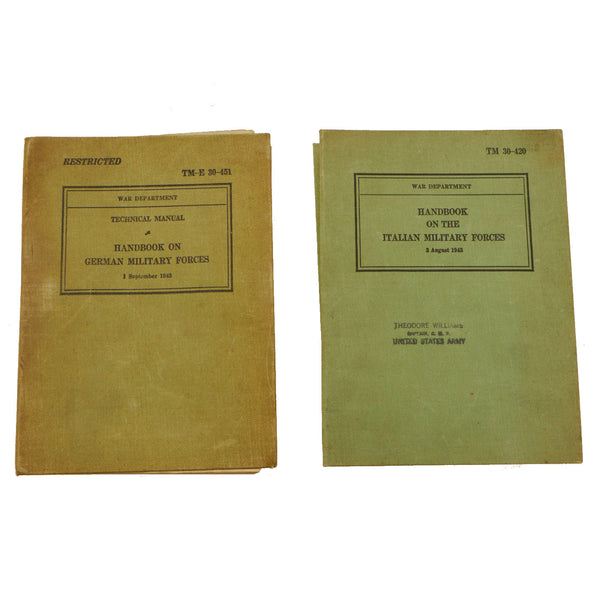 RESTRICTED
TM-E 30-451
WAR DEPARTMENT
TECHNICAL MANUAL
HANDBOOK ON
GERMAN MILITARY FORCES
1 September 1943
TM 30-420
WAR DEPARTMENT
HANDBOOK
ON THE
ITALIAN MILITARY FORCES
3 August 1943
THEODORE WILLIAMS
CAPTAIN, C. M. P.
UNITED STATES ARMY